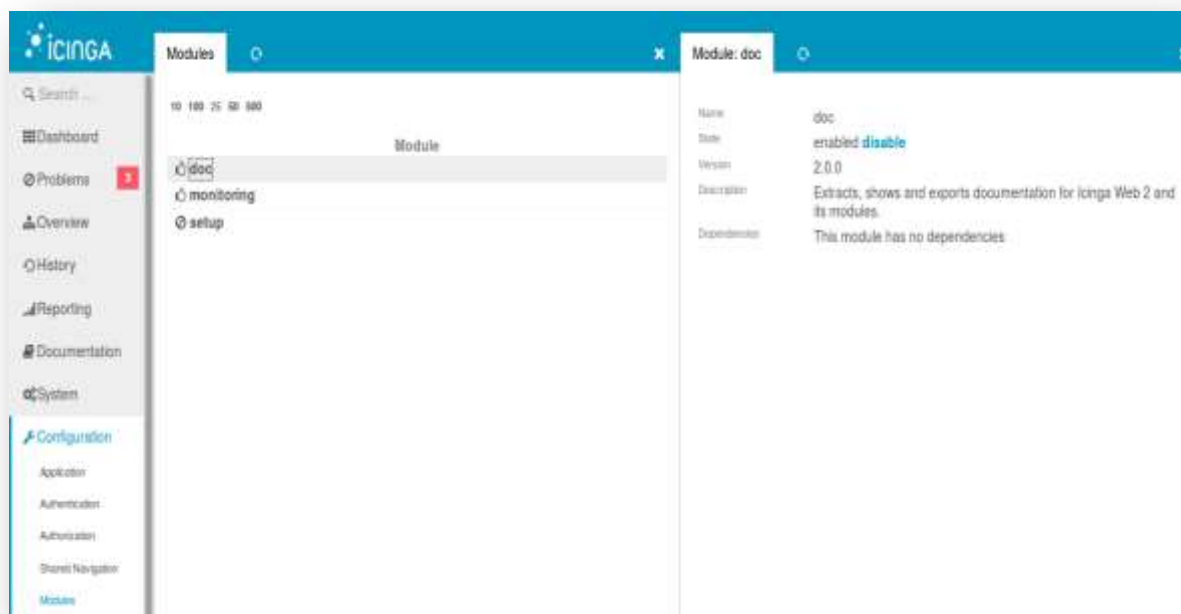 icinga
Search ...
Dashboard
Problems 3
Overview
History
Reporting
Documentation
System
Configuration
Application
Authentication
Authorization
Shared Navigation
Modules
Modules
10 100 25 50 500
Module
doc
monitoring
setup
Module: doc
Name doc
State enabled disable
Version 2.0.0
Description Extracts, shows and exports documentation for Icinga Web 2 and
its modules.
Dependencies This module has no dependencies